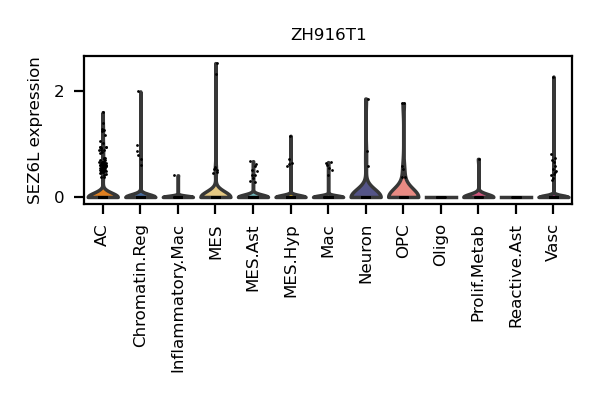 ZH916T1
SEZ6L expression
2
0
AC
Chromatin.Reg
Inflammatory.Mac
MES
MES.Ast
MES.Hyp
Mac
Neuron
OPC
Oligo
Prolif.Metab
Reactive.Ast
Vasc